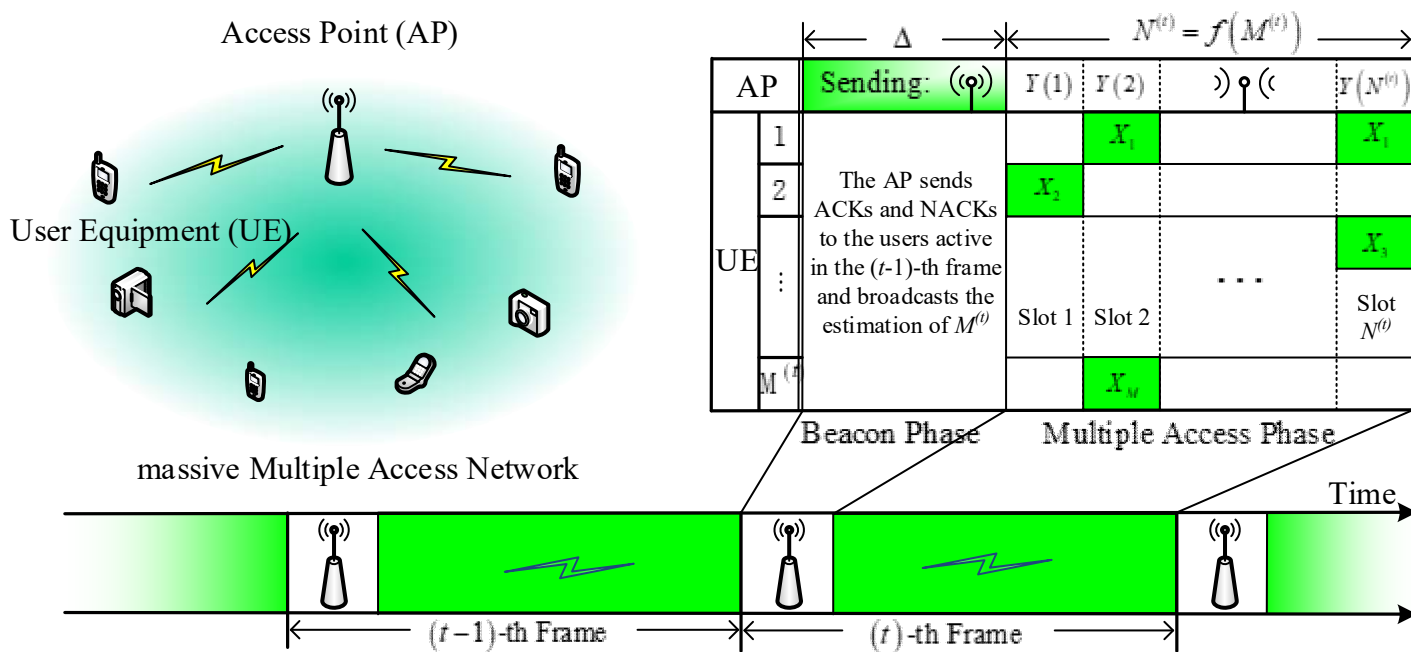 Access Point (AP)
User Equipment (UE)
massive Multiple Access Network
Δ
N^(t) = f(M^(t))
AP
Sending:
Y(1)
Y(2)
Y(N^(t))
UE
1
X_1
X_1
2
X_2
X_3
⋮
The AP sends
ACKs and NACKs
to the users active
in the (t-1)-th frame
and broadcasts the
estimation of M^(t)
...
Slot 1
Slot 2
Slot
N^(t)
M^(t)
X_M
Beacon Phase
Multiple Access Phase
Time
(t−1)-th Frame
(t)-th Frame